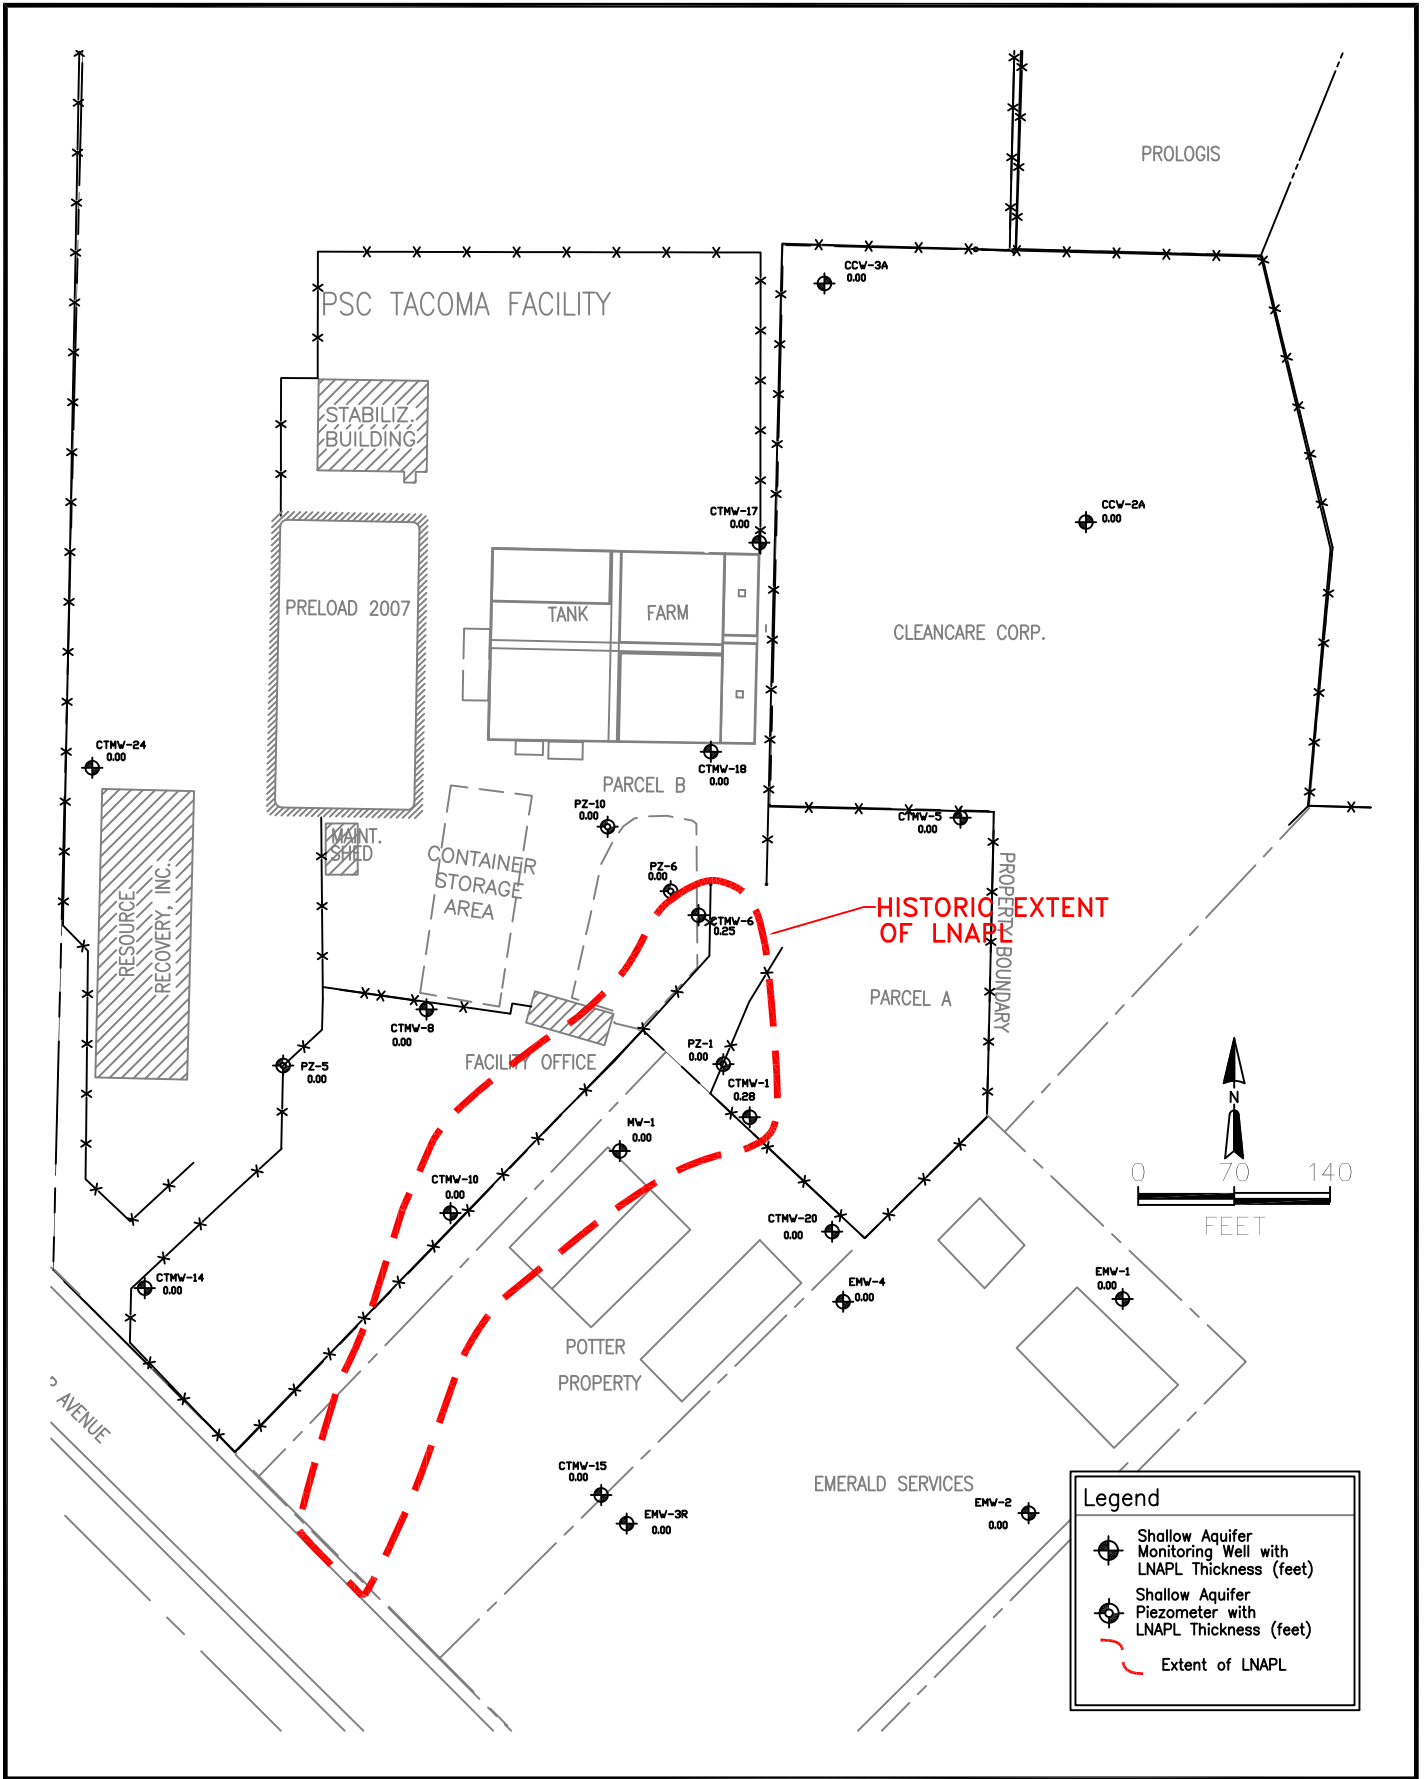 PROLOGIS
CCW-3A
0.00
PSC TACOMA FACILITY
STABILIZ.
BUILDING
CTMW-17
0.00
CCW-2A
0.00
PRELOAD 2007
TANK FARM
CLEANCARE CORP.
CTMW-24
0.00
CTMW-18
0.00
PARCEL B
PZ-10
0.00
CTMW-5
0.00
MAINT.
SHED
CONTAINER
STORAGE
AREA
PZ-6
0.00
RESOURCE
RECOVERY, INC.
CTMW-6
0.25
HISTORIC EXTENT
OF LNAPL
PROPERTY BOUNDARY
PARCEL A
CTMW-8
0.00
FACILITY OFFICE
PZ-1
0.00
PZ-5
0.00
CTMW-1
0.28
N
MW-1
0.00
0 70 140
FEET
CTMW-10
0.00
CTMW-20
0.00
CTMW-14
0.00
EMW-4
0.00
EMW-1
0.00
POTTER
PROPERTY
P AVENUE
CTMW-15
0.00
EMERALD SERVICES
EMW-3R
0.00
EMW-2
0.00
Legend
Shallow Aquifer
Monitoring Well with
LNAPL Thickness (feet)
Shallow Aquifer
Piezometer with
LNAPL Thickness (feet)
Extent of LNAPL